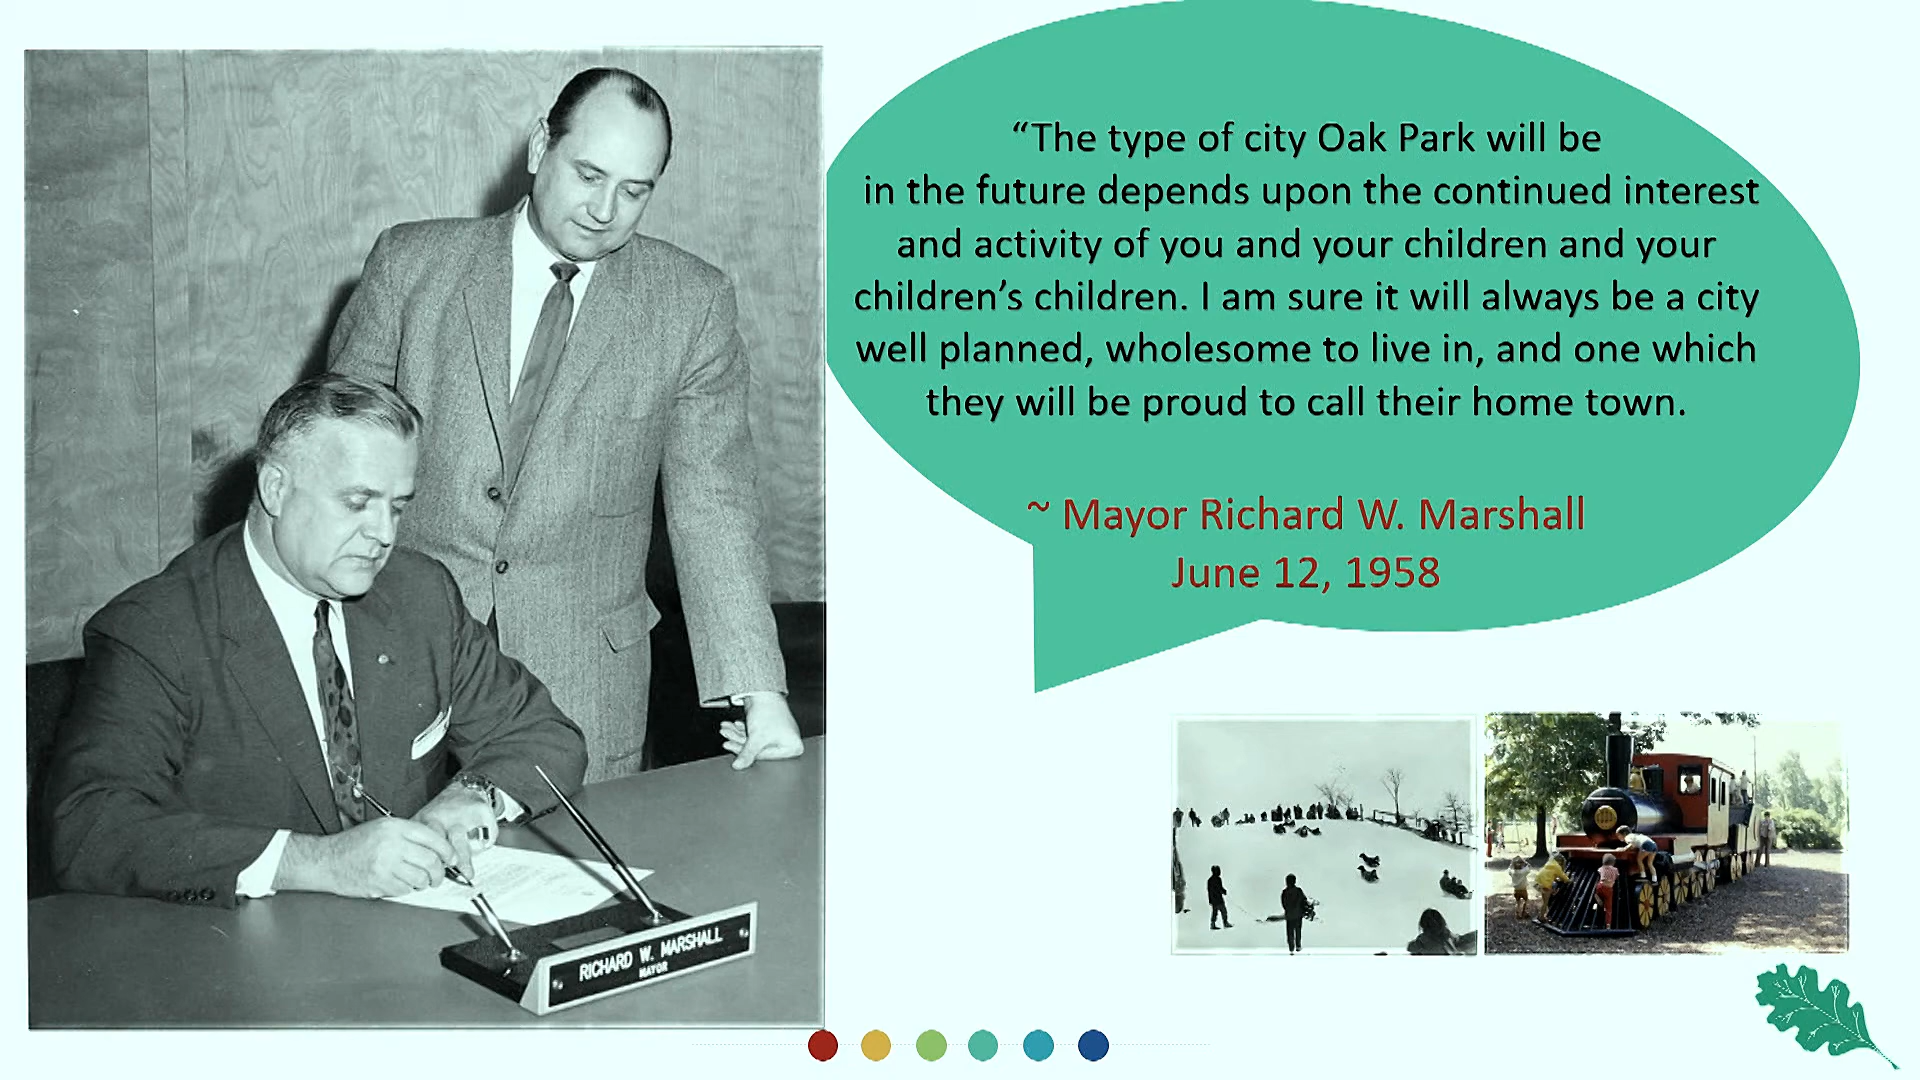 “The type of city Oak Park will be
in the future depends upon the continued interest
and activity of you and your children and your
children’s children. I am sure it will always be a city
well planned, wholesome to live in, and one which
they will be proud to call their home town.
~ Mayor Richard W. Marshall
June 12, 1958
RICHARD W. MARSHALL
MAYOR